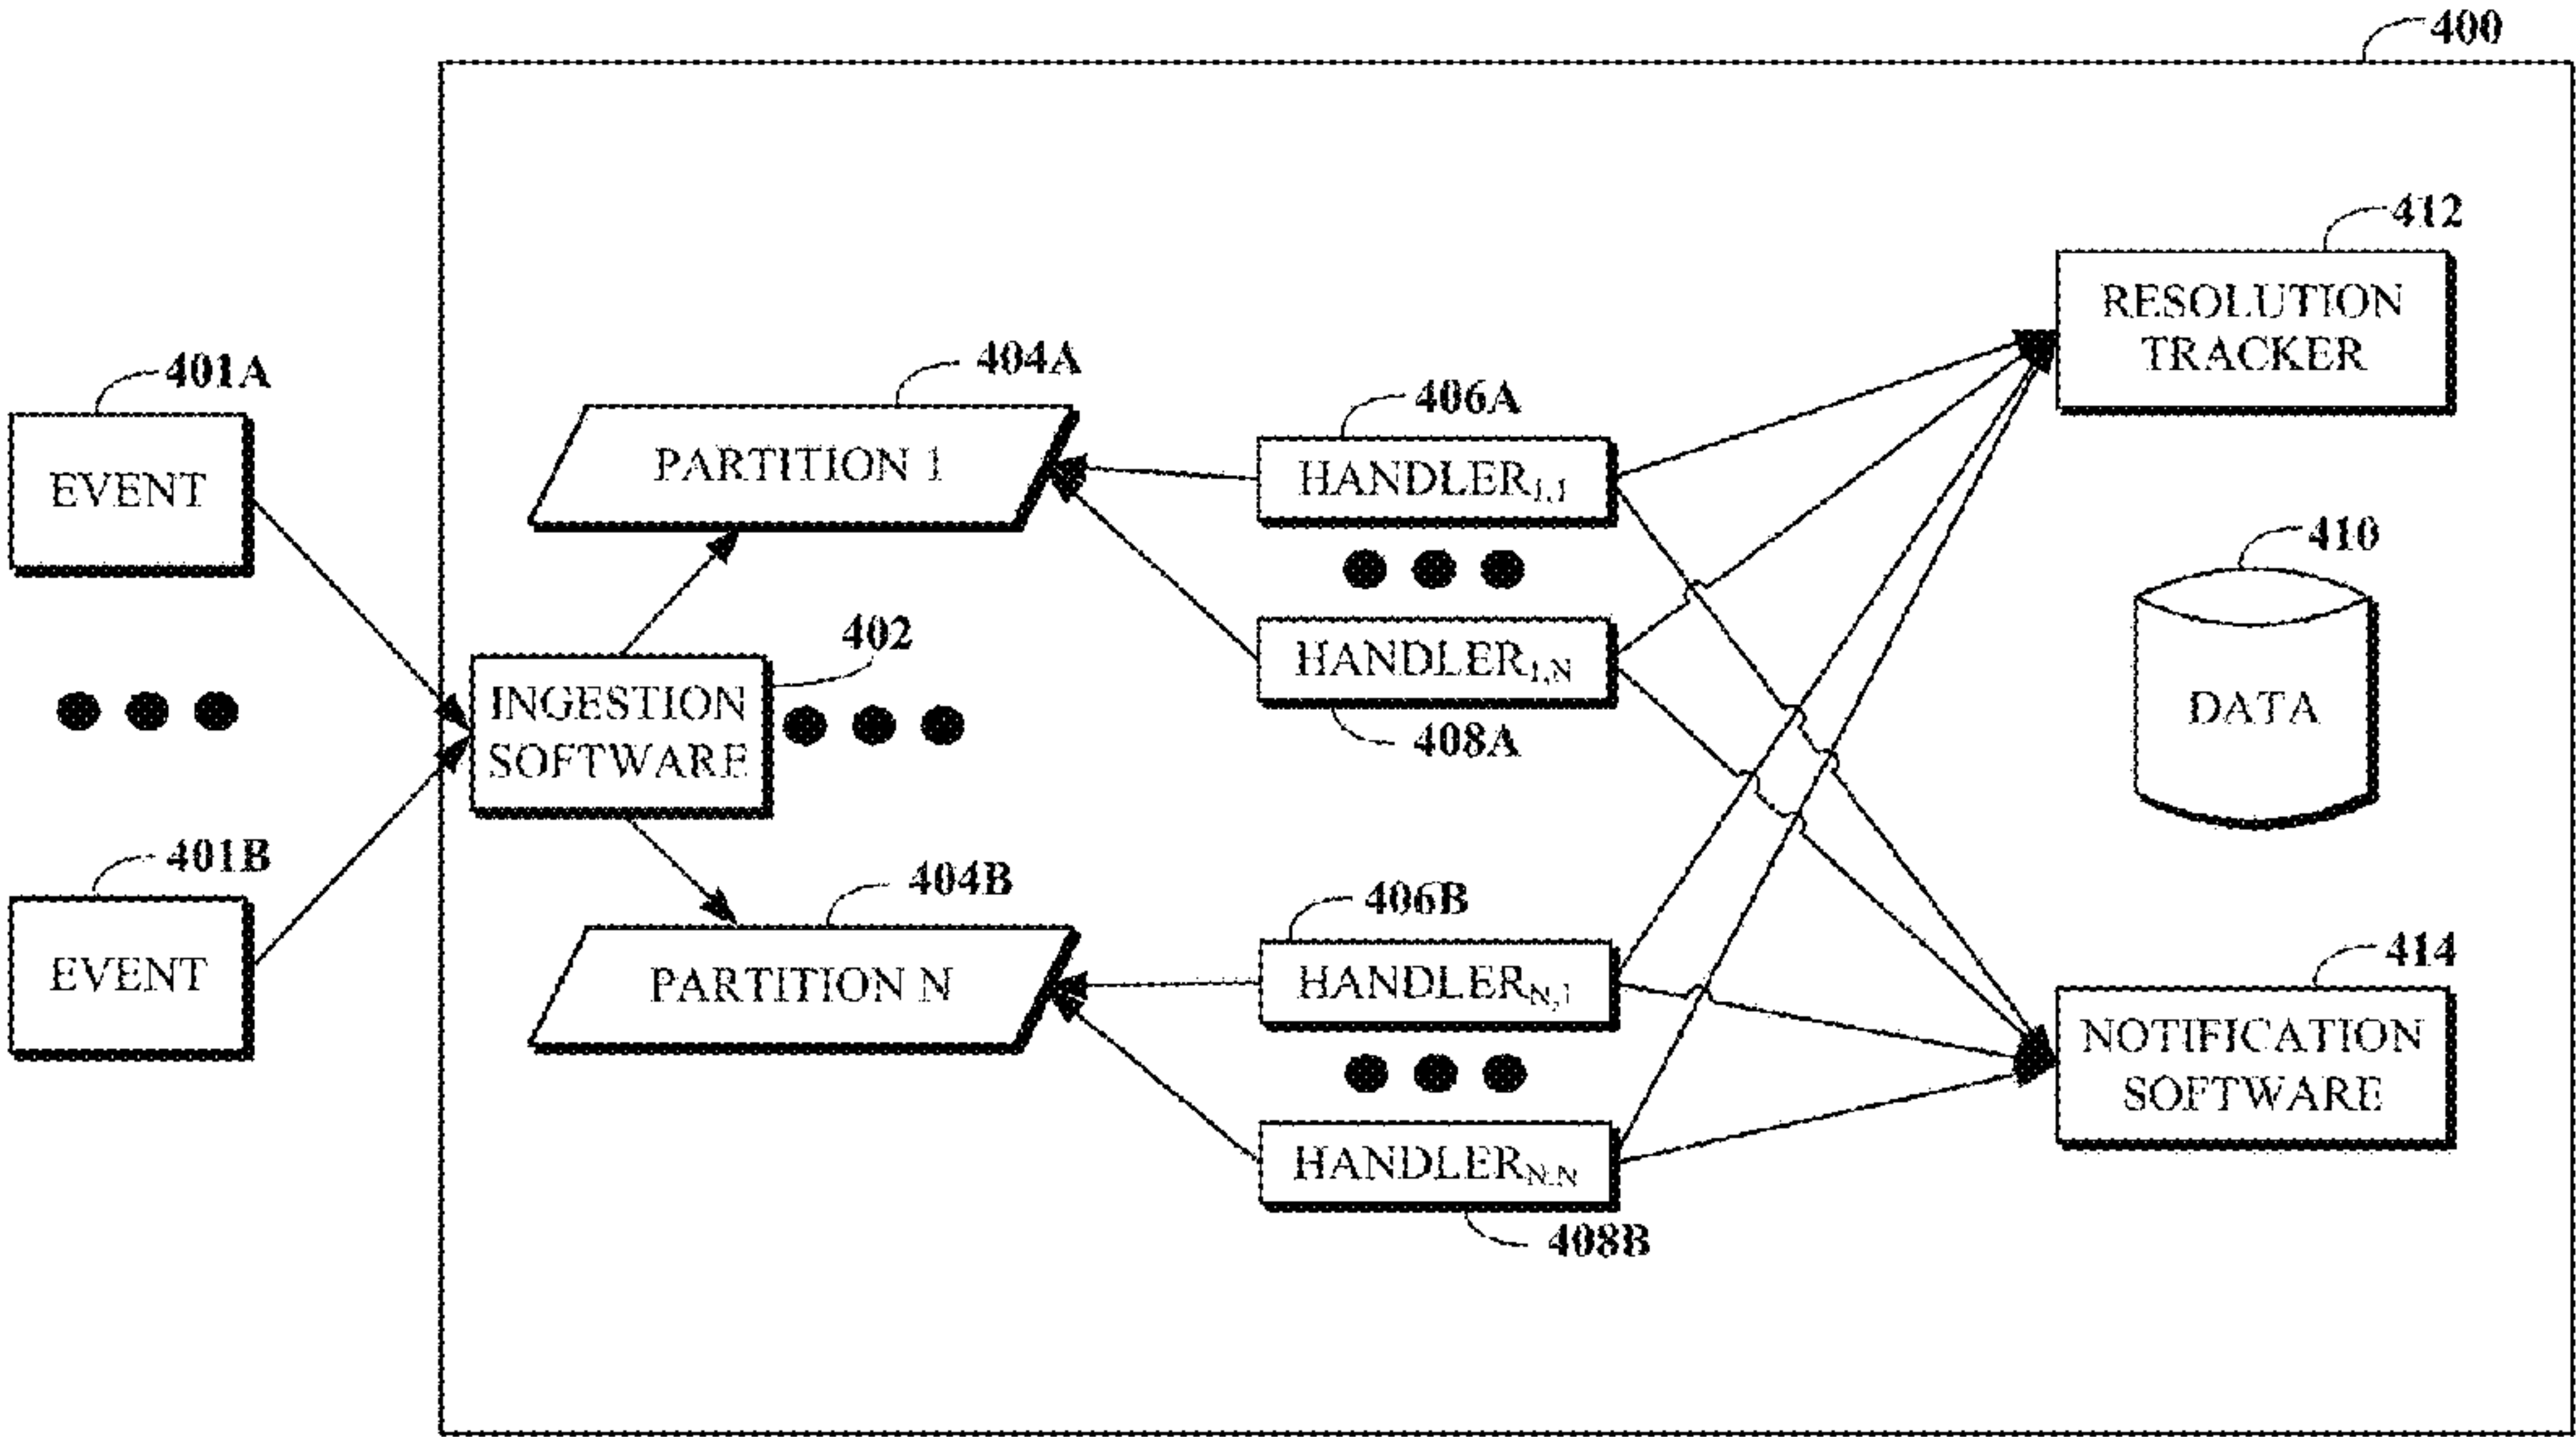 400
412
RESOLUTION
TRACKER
401A
EVENT
404A
PARTITION 1
406A
HANDLER1,1
410
DATA
402
INGESTION
SOFTWARE
HANDLER1,N
408A
401B
EVENT
404B
PARTITION N
406B
HANDLERN,1
414
NOTIFICATION
SOFTWARE
HANDLERN,N
408B